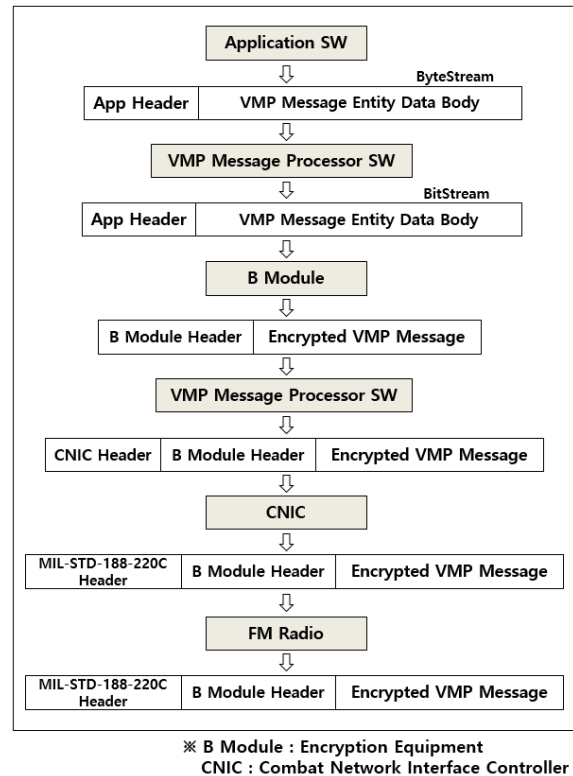 Application SW
ByteStream
App Header VMP Message Entity Data Body
VMP Message Processor SW
BitStream
App Header VMP Message Entity Data Body
B Module
B Module Header Encrypted VMP Message
VMP Message Processor SW
CNIC Header B Module Header Encrypted VMP Message
CNIC
MIL-STD-188-220C
Header B Module Header Encrypted VMP Message
FM Radio
MIL-STD-188-220C
Header B Module Header Encrypted VMP Message
※ B Module : Encryption Equipment
CNIC : Combat Network Interface Controller